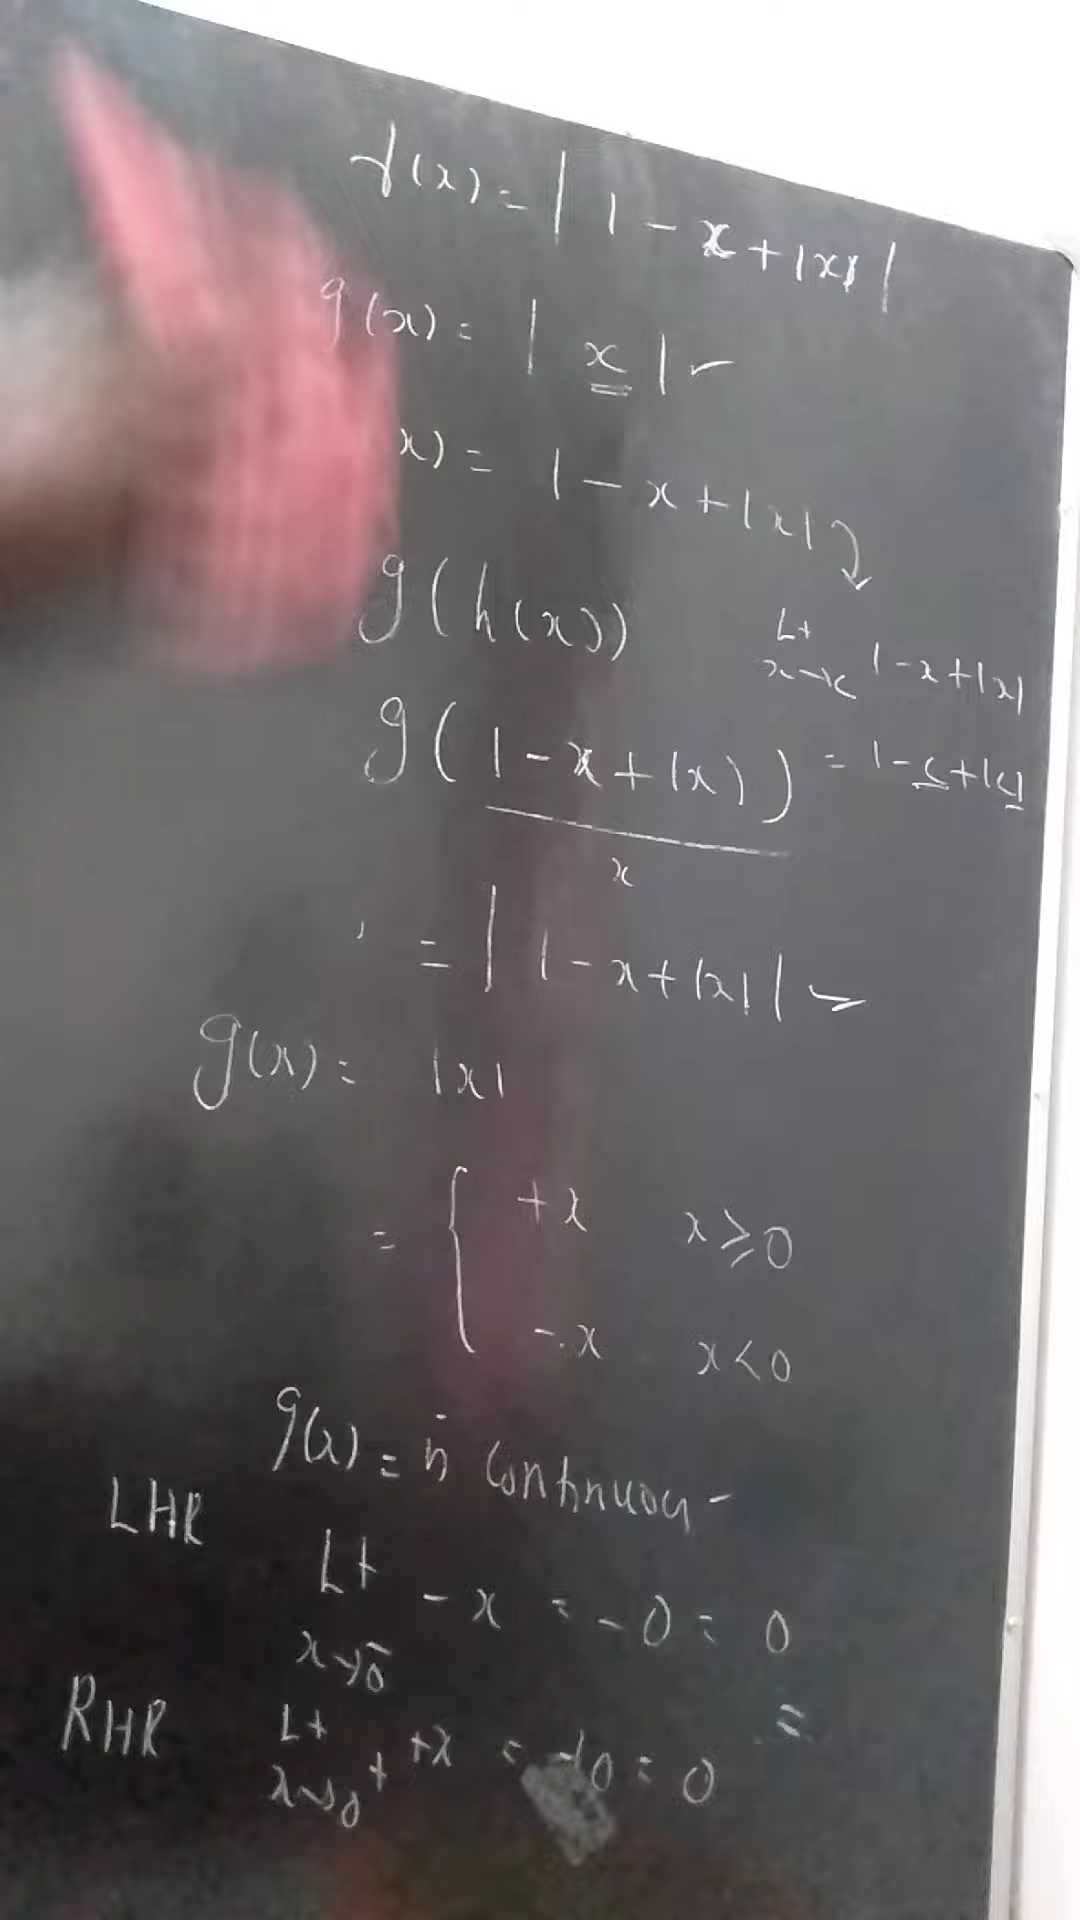 f(x) = | 1 - x + |x| |
g(x) = | x |
x) = 1 - x + |x|
g(h(x))
Lt
x→c 1-x+|x|
g(1 - x + |x|) = 1-c+|c|
x
= | 1 - x + |x| |
g(x) = |x|
= { +x x ≥ 0
-x x < 0
g(x) = is continuous
LHR Lt - x = -0 = 0
x→0⁻
=
RHR Lt +x = +0 = 0
x→0⁺